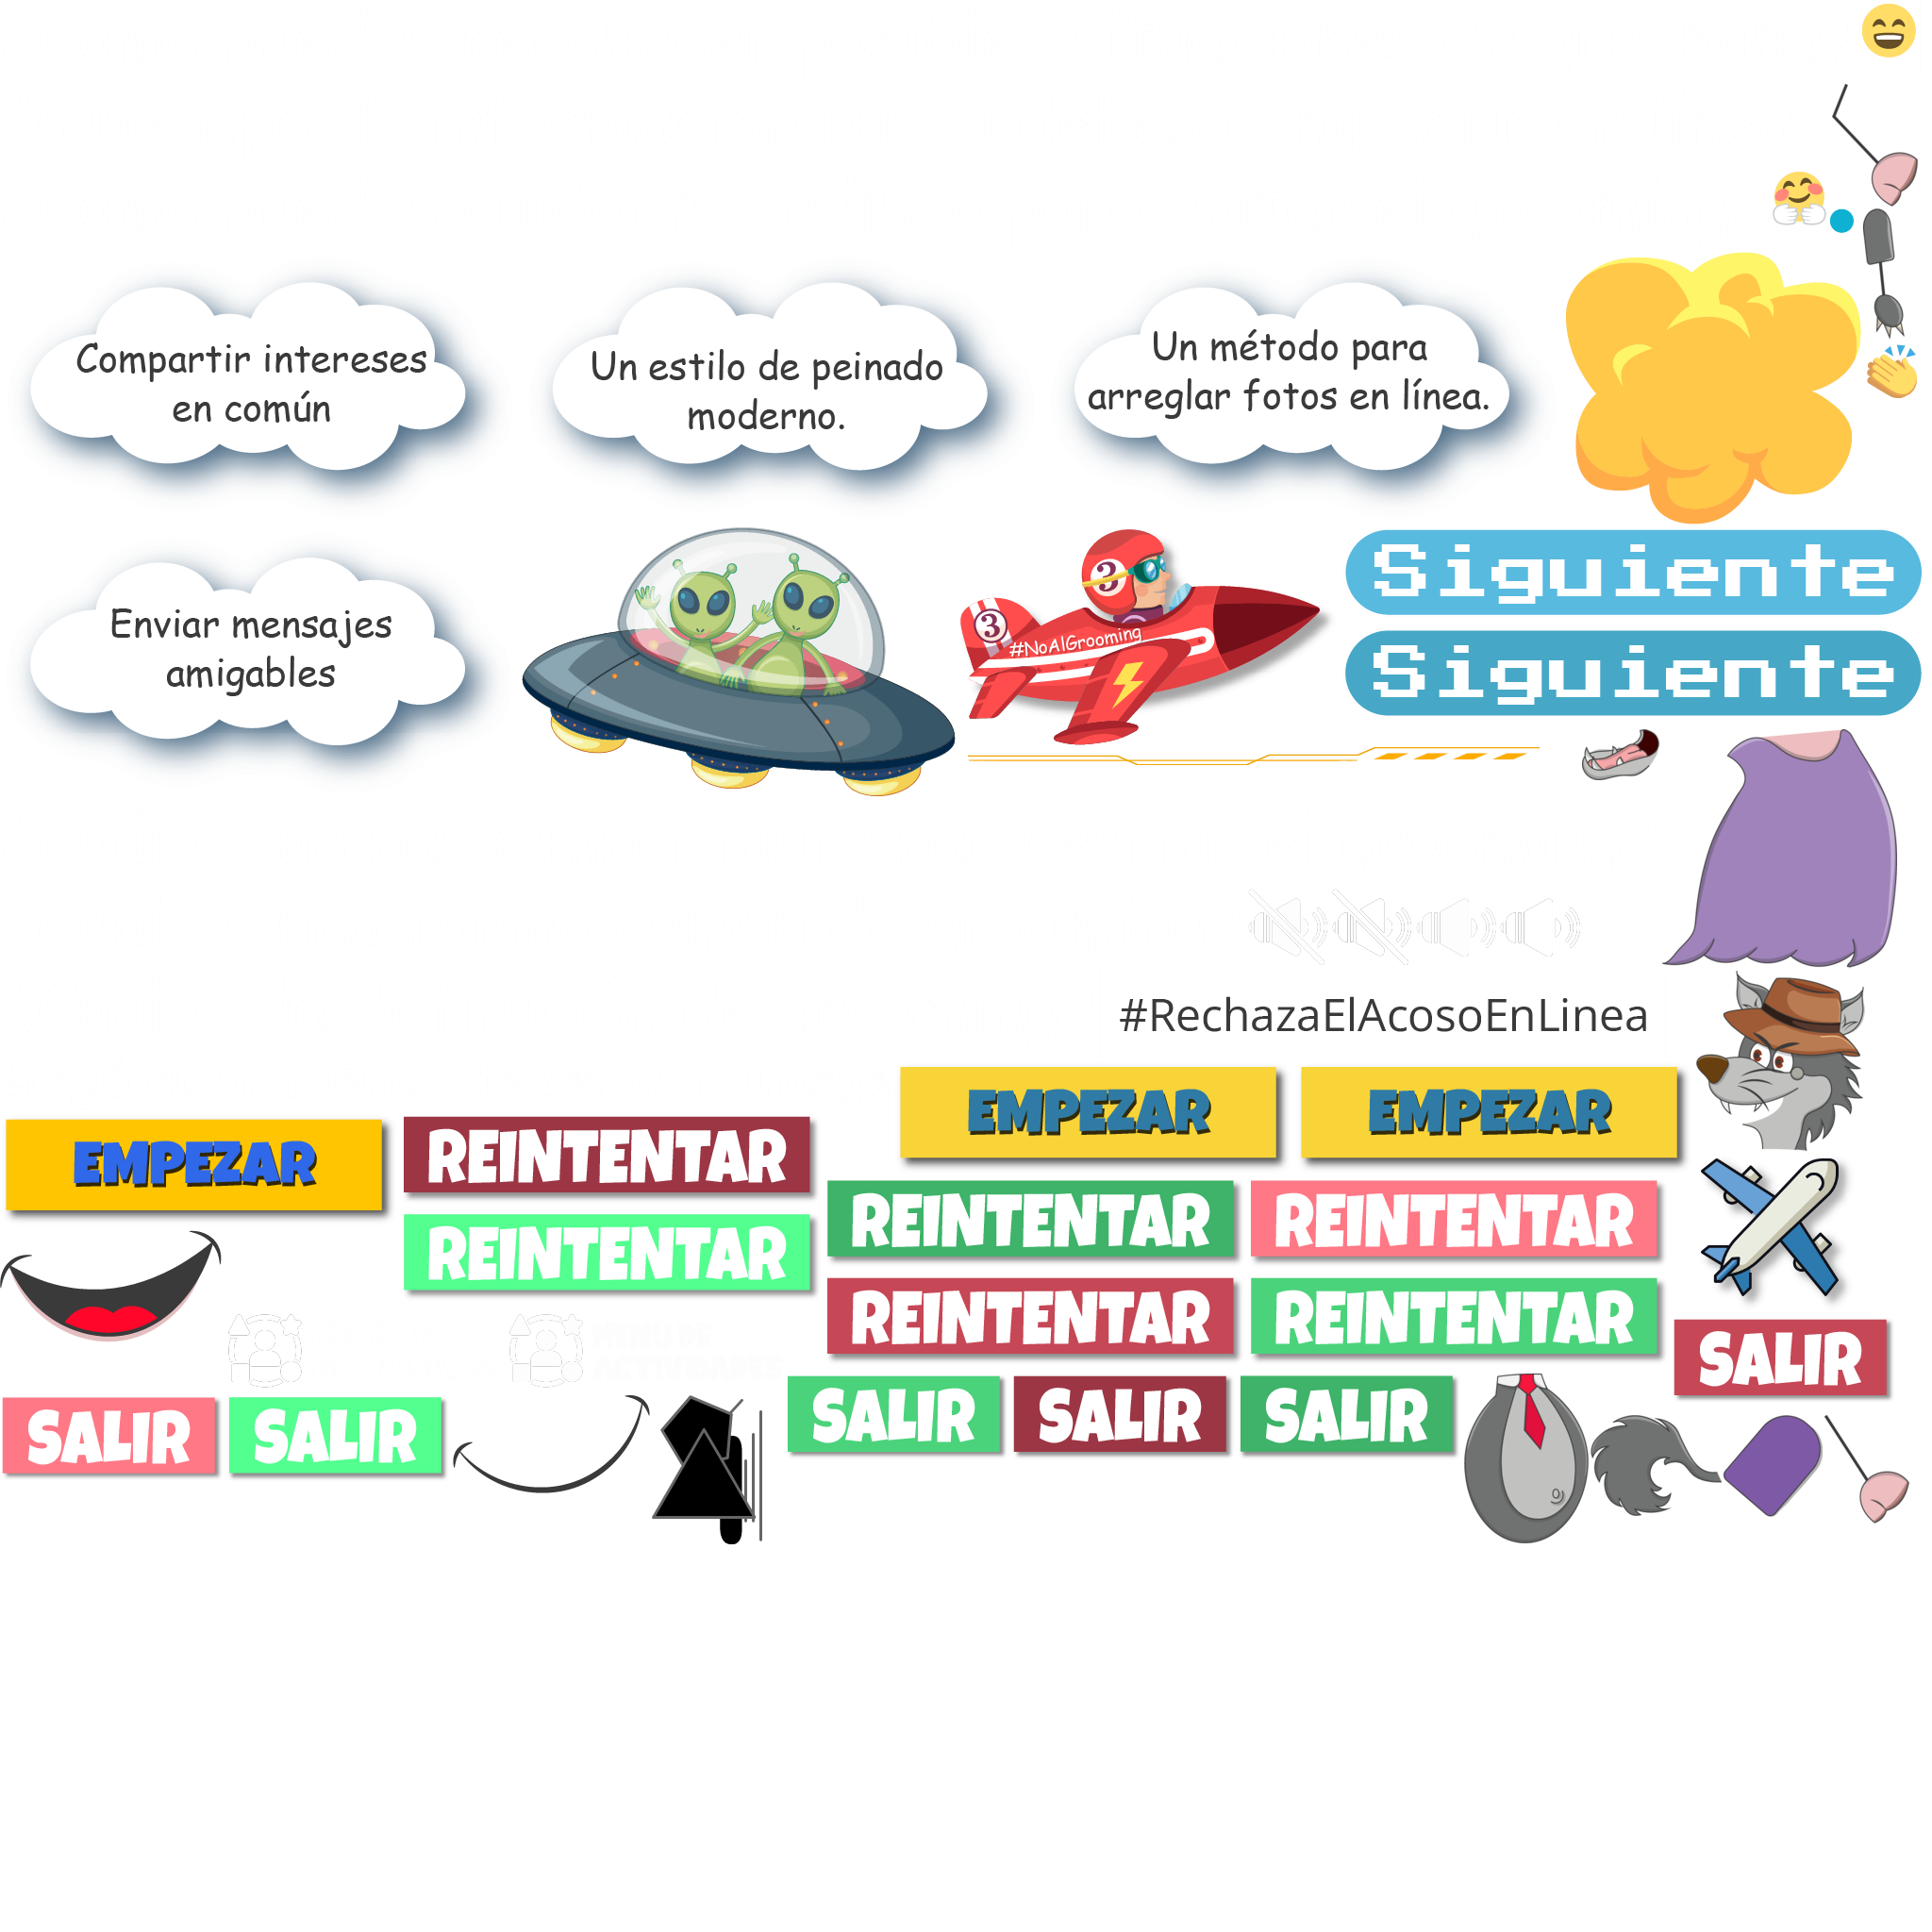 Compartir intereses
en común
Un estilo de peinado
moderno.
Un método para
arreglar fotos en línea.
Enviar mensajes
amigables
3
3
#NoAlGrooming
Siguiente
Siguiente
#RechazaElAcosoEnLinea
EMPEZAR
EMPEZAR
EMPEZAR
REINTENTAR
REINTENTAR
REINTENTAR
REINTENTAR
REINTENTAR
REINTENTAR
SALIR
SALIR
SALIR
SALIR
SALIR
SALIR